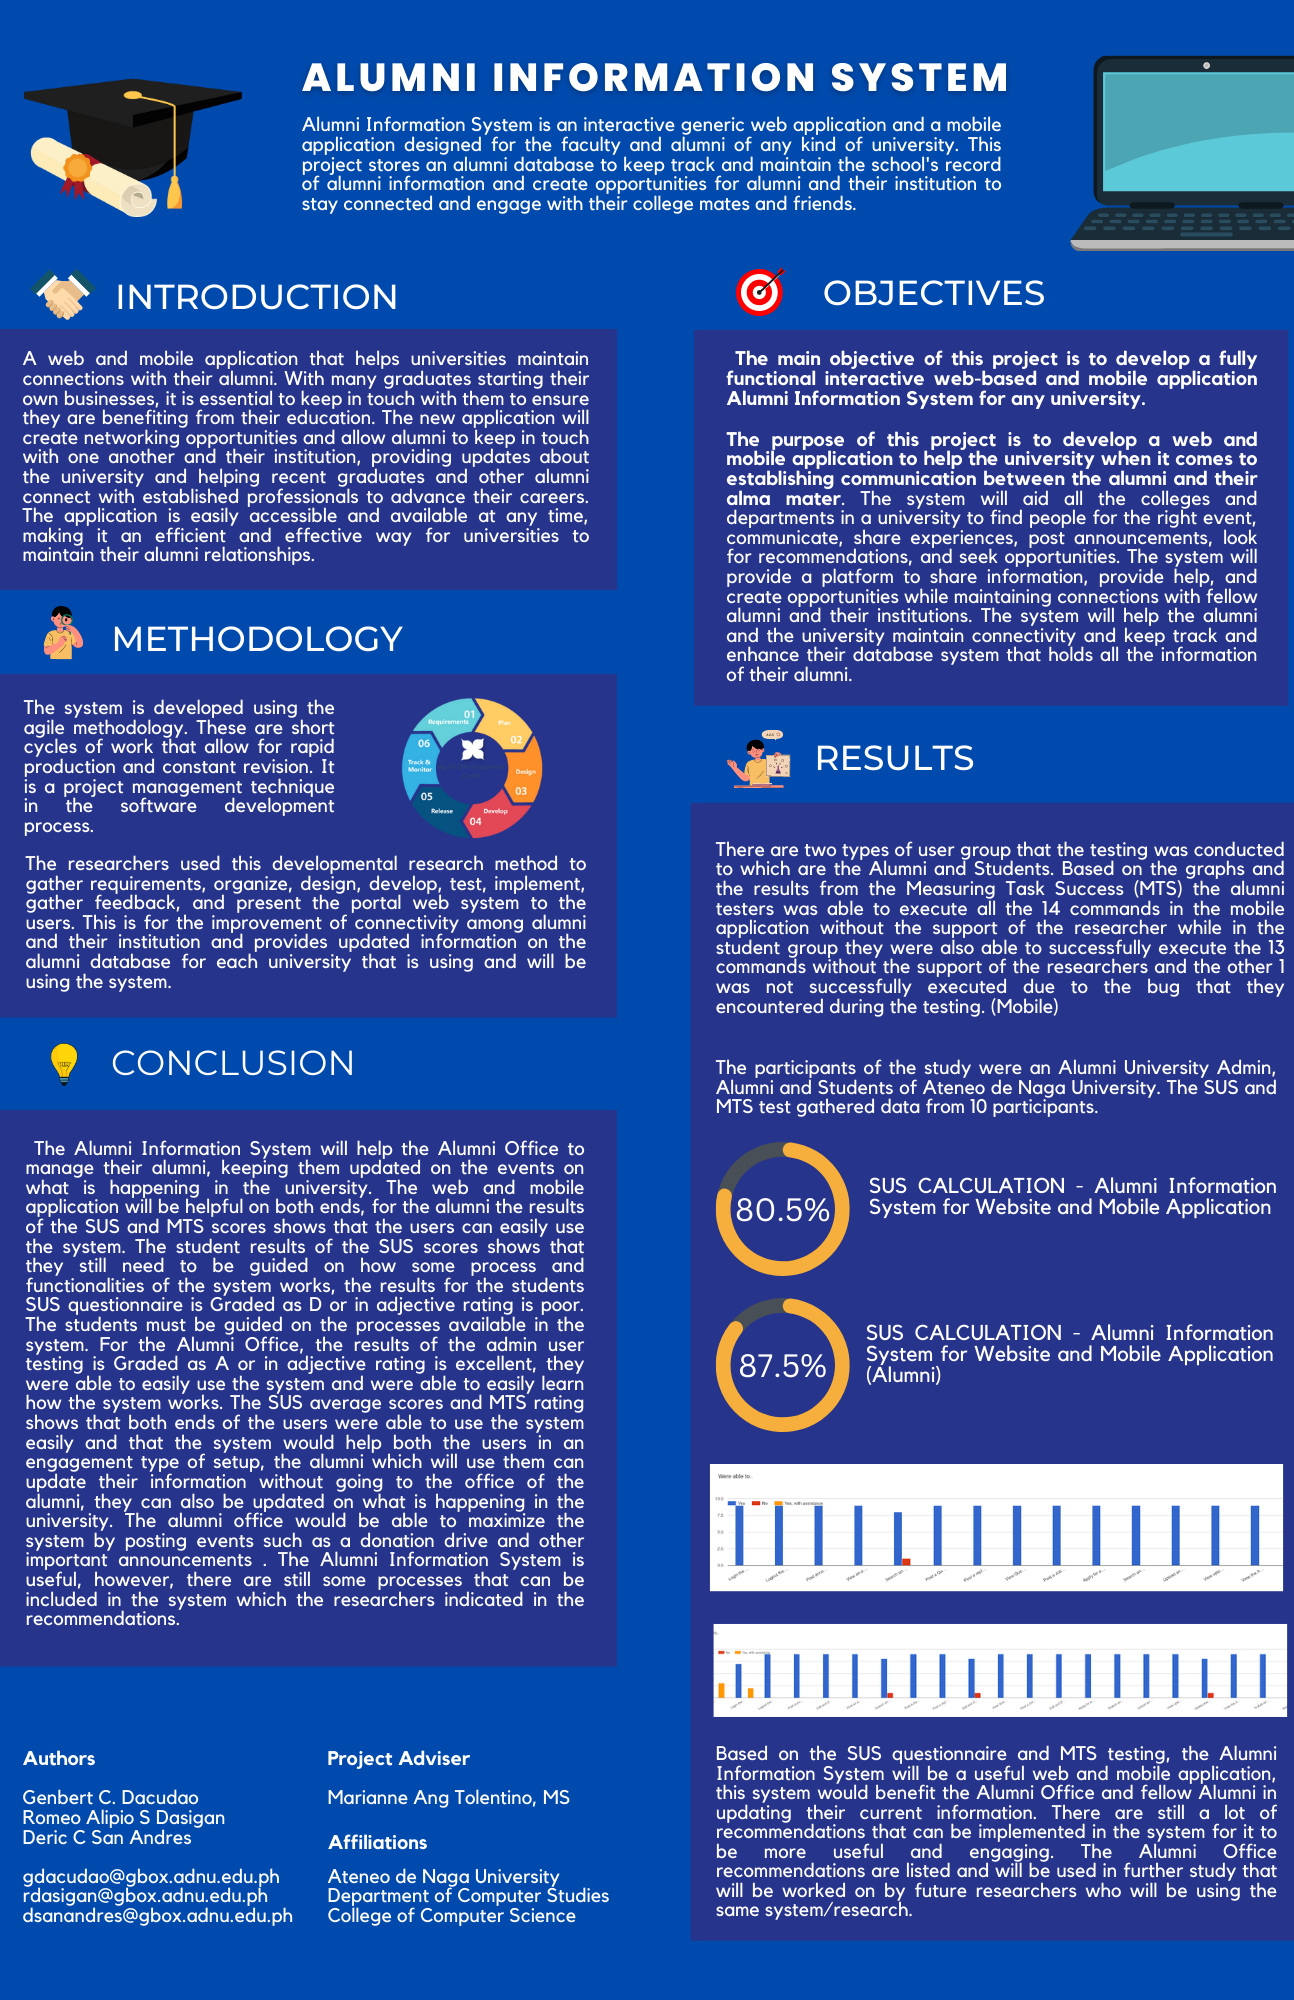 ALUMNI INFORMATION SYSTEM
Alumni Information System is an interactive generic web application and a mobile
application designed for the faculty and alumni of any kind of university. This
project stores an alumni database to keep track and maintain the school's record
of alumni information and create opportunities for alumni and their institution to
stay connected and engage with their college mates and friends.
INTRODUCTION
A web and mobile application that helps universities maintain
connections with their alumni. With many graduates starting their
own businesses, it is essential to keep in touch with them to ensure
they are benefiting from their education. The new application will
create networking opportunities and allow alumni to keep in touch
with one another and their institution, providing updates about
the university and helping recent graduates and other alumni
connect with established professionals to advance their careers.
The application is easily accessible and available at any time,
making it an efficient and effective way for universities to
maintain their alumni relationships.
METHODOLOGY
The system is developed using the
agile methodology. These are short
cycles of work that allow for rapid
production and constant revision. It
is a project management technique
in the software development
process.
01
Requirements
Plan
02
Design
03
Develop
04
Release
05
Track &
Monitor
06
The researchers used this developmental research method to
gather requirements, organize, design, develop, test, implement,
gather feedback, and present the portal web system to the
users. This is for the improvement of connectivity among alumni
and their institution and provides updated information on the
alumni database for each university that is using and will be
using the system.
CONCLUSION
The Alumni Information System will help the Alumni Office to
manage their alumni, keeping them updated on the events on
what is happening in the university. The web and mobile
application will be helpful on both ends, for the alumni the results
of the SUS and MTS scores shows that the users can easily use
the system. The student results of the SUS scores shows that
they still need to be guided on how some process and
functionalities of the system works, the results for the students
SUS questionnaire is Graded as D or in adjective rating is poor.
The students must be guided on the processes available in the
system. For the Alumni Office, the results of the admin user
testing is Graded as A or in adjective rating is excellent, they
were able to easily use the system and were able to easily learn
how the system works. The SUS average scores and MTS rating
shows that both ends of the users were able to use the system
easily and that the system would help both the users in an
engagement type of setup, the alumni which will use them can
update their information without going to the office of the
alumni, they can also be updated on what is happening in the
university. The alumni office would be able to maximize the
system by posting events such as a donation drive and other
important announcements . The Alumni Information System is
useful, however, there are still some processes that can be
included in the system which the researchers indicated in the
recommendations.
Authors
Genbert C. Dacudao
Romeo Alipio S Dasigan
Deric C San Andres
gdacudao@gbox.adnu.edu.ph
rdasigan@gbox.adnu.edu.ph
dsanandres@gbox.adnu.edu.ph
Project Adviser
Marianne Ang Tolentino, MS
Affiliations
Ateneo de Naga University
Department of Computer Studies
College of Computer Science
OBJECTIVES
The main objective of this project is to develop a fully
functional interactive web-based and mobile application
Alumni Information System for any university.
The purpose of this project is to develop a web and
mobile application to help the university when it comes to
establishing communication between the alumni and their
alma mater. The system will aid all the colleges and
departments in a university to find people for the right event,
communicate, share experiences, post announcements, look
for recommendations, and seek opportunities. The system will
provide a platform to share information, provide help, and
create opportunities while maintaining connections with fellow
alumni and their institutions. The system will help the alumni
and the university maintain connectivity and keep track and
enhance their database system that holds all the information
of their alumni.
RESULTS
There are two types of user group that the testing was conducted
to which are the Alumni and Students. Based on the graphs and
the results from the Measuring Task Success (MTS) the alumni
testers was able to execute all the 14 commands in the mobile
application without the support of the researcher while in the
student group they were also able to successfully execute the 13
commands without the support of the researchers and the other 1
was not successfully executed due to the bug that they
encountered during the testing. (Mobile)
The participants of the study were an Alumni University Admin,
Alumni and Students of Ateneo de Naga University. The SUS and
MTS test gathered data from 10 participants.
80.5%
SUS CALCULATION - Alumni Information
System for Website and Mobile Application
87.5%
SUS CALCULATION - Alumni Information
System for Website and Mobile Application
(Alumni)
Were able to...
Yes No Yes, with assistance
10.0
7.5
5.0
2.5
0.0
No Yes, with assistance
Based on the SUS questionnaire and MTS testing, the Alumni
Information System will be a useful web and mobile application,
this system would benefit the Alumni Office and fellow Alumni in
updating their current information. There are still a lot of
recommendations that can be implemented in the system for it to
be more useful and engaging. The Alumni Office
recommendations are listed and will be used in further study that
will be worked on by future researchers who will be using the
same system/research.